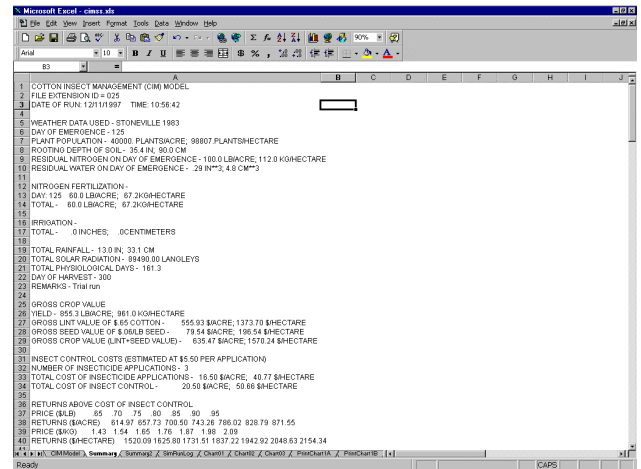 Microsoft Excel - cimss.xls
File Edit View Insert Format Tools Data Window Help
90%
Arial 10 B I U $ % ,
B3 =
A B C D E F G H I J
1 COTTON INSECT MANAGEMENT (CIM) MODEL
2 FILE EXTENSION ID = 025
3 DATE OF RUN: 12/11/1997 TIME: 10:56:42
4
5 WEATHER DATA USED - STONEVILLE 1983
6 DAY OF EMERGENCE - 125
7 PLANT POPULATION - 40000. PLANTS/ACRE; 98807.PLANTS/HECTARE
8 ROOTING DEPTH OF SOIL - 35.4 IN; 90.0 CM
9 RESIDUAL NITROGEN ON DAY OF EMERGENCE - 100.0 LB/ACRE; 112.0 KG/HECTARE
10 RESIDUAL WATER ON DAY OF EMERGENCE - .29 IN**3; 4.8 CM**3
11
12 NITROGEN FERTILIZATION -
13 DAY: 125 60.0 LB/ACRE; 67.2KG/HECTARE
14 TOTAL - 60.0 LB/ACRE; 67.2KG/HECTARE
15
16 IRRIGATION -
17 TOTAL - .0 INCHES; .0CENTIMETERS
18
19 TOTAL RAINFALL - 13.0 IN; 33.1 CM
20 TOTAL SOLAR RADIATION - 89490.00 LANGLEYS
21 TOTAL PHYSIOLOGICAL DAYS - 161.3
22 DAY OF HARVEST - 300
23 REMARKS - Trial run
24
25 GROSS CROP VALUE
26 YIELD - 855.3 LB/ACRE; 961.0 KG/HECTARE
27 GROSS LINT VALUE OF $.65 COTTON - 555.93 $/ACRE; 1373.70 $/HECTARE
28 GROSS SEED VALUE OF $.06/LB SEED - 79.54 $/ACRE; 196.54 $/HECTARE
29 GROSS CROP VALUE (LINT+SEED VALUE) - 635.47 $/ACRE; 1570.24 $/HECTARE
30
31 INSECT CONTROL COSTS (ESTIMATED AT $5.50 PER APPLICATION)
32 NUMBER OF INSECTICIDE APPLICATIONS - 3
33 TOTAL COST OF INSECTICIDE APPLICATIONS - 16.50 $/ACRE; 40.77 $/HECTARE
34 TOTAL COST OF INSECT CONTROL - 20.50 $/ACRE; 50.66 $/HECTARE
35
36 RETURNS ABOVE COST OF INSECT CONTROL
37 PRICE ($/LB) .65 .70 .75 .80 .85 .90 .95
38 RETURNS ($/ACRE) 614.97 657.73 700.50 743.26 786.02 828.79 871.55
39 PRICE ($/KG) 1.43 1.54 1.65 1.76 1.87 1.98 2.09
40 RETURNS ($/HECTARE) 1520.09 1625.80 1731.51 1837.22 1942.92 2048.63 2154.34
CIM Model Summary Summary2 SimRunLog Chart01 Chart02 Chart03 PrintChart1A PrintChart1B
Ready CAPS